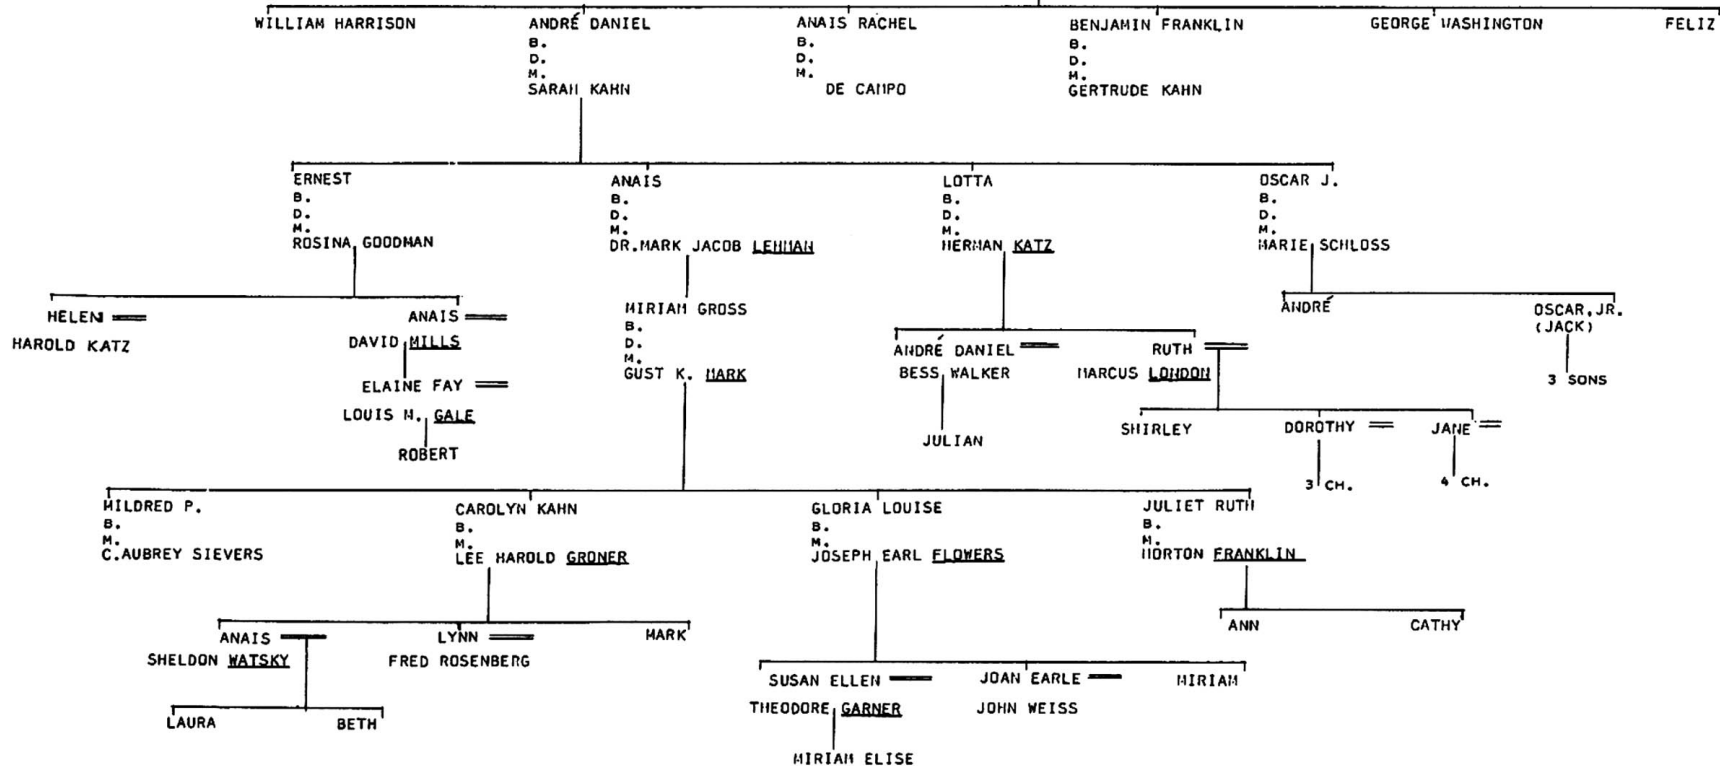 WILLIAM HARRISON ANDRÉ DANIEL ANAIS RACHEL BENJAMIN FRANKLIN GEORGE WASHINGTON FELIZ
B. B. B.
D. D. D.
M. M. M.
SARAH KAHN DE CAMPO GERTRUDE KAHN
ERNEST ANAIS LOTTA OSCAR J.
B. B. B. B.
D. D. D. D.
M. M. M. M.
ROSINA GOODMAN DR.MARK JACOB LEHMAN HERMAN KATZ MARIE SCHLOSS
HELEN ANAIS MIRIAM GROSS ANDRÉ OSCAR, JR.
B. (JACK)
HAROLD KATZ DAVID MILLS D. ANDRÉ DANIEL RUTH
M.
GUST K. MARK BESS WALKER MARCUS LONDON 3 SONS
ELAINE FAY
LOUIS M. GALE SHIRLEY DOROTHY JANE
ROBERT JULIAN
3 CH. 4 CH.
MILDRED P. CAROLYN KAHN GLORIA LOUISE JULIET RUTH
B. B. B. B.
M. M. M. M.
C.AUBREY SIEVERS LEE HAROLD GRONER JOSEPH EARL FLOWERS MORTON FRANKLIN
ANAIS LYNN MARK ANN CATHY
SHELDON WATSKY FRED ROSENBERG
SUSAN ELLEN JOAN EARLE MIRIAM
THEODORE GARNER JOHN WEISS
LAURA BETH
MIRIAM ELISE